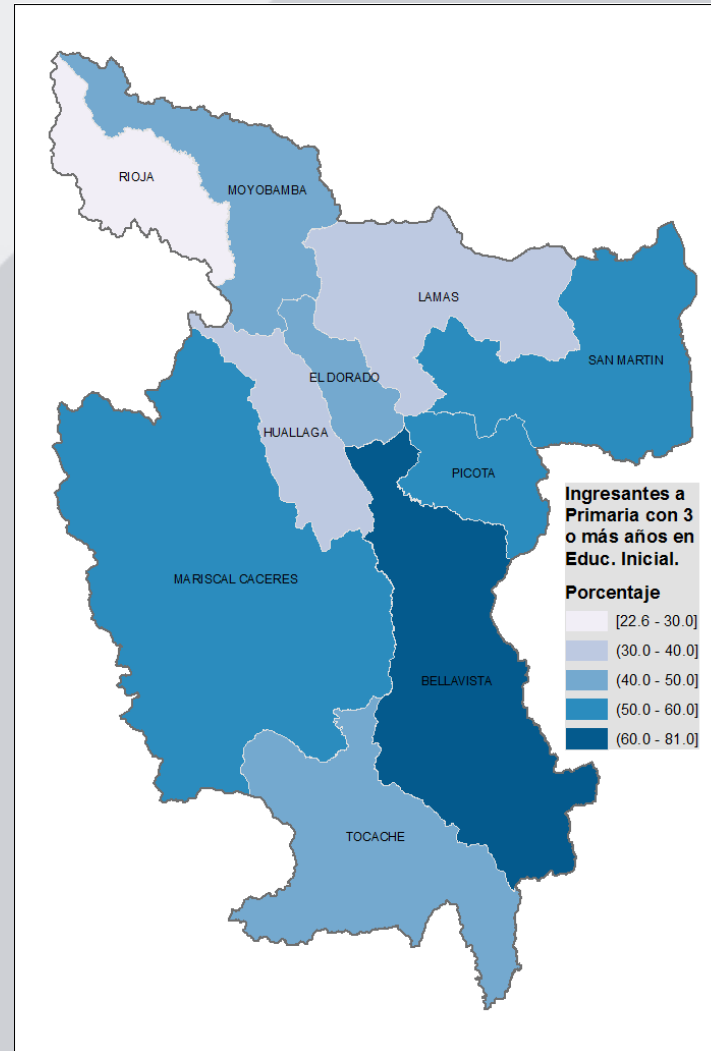 RIOJA
MOYOBAMBA
LAMAS
SAN MARTIN
EL DORADO
HUALLAGA
PICOTA
MARISCAL CACERES
BELLAVISTA
TOCACHE
Ingresantes a
Primaria con 3
o más años en
Educ. Inicial.
Porcentaje
[22.6 - 30.0]
(30.0 - 40.0]
(40.0 - 50.0]
(50.0 - 60.0]
(60.0 - 81.0]